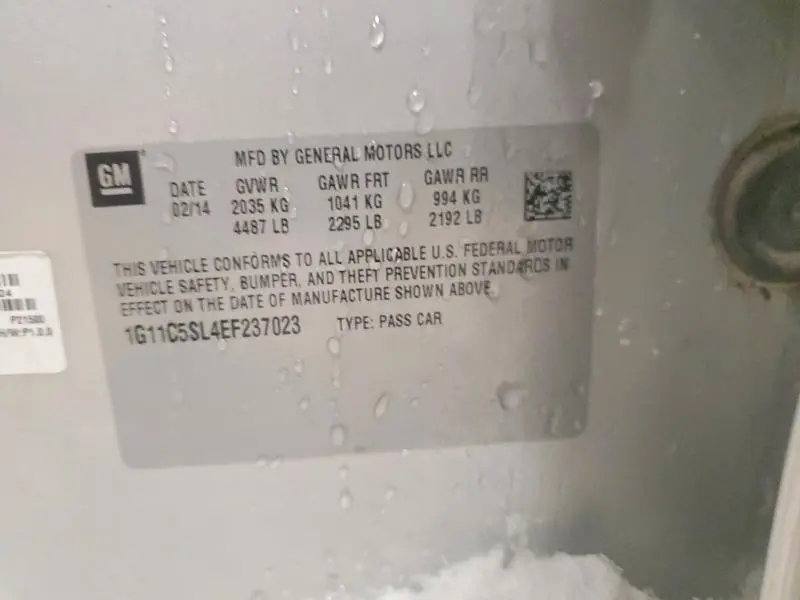 GM
MFD BY GENERAL MOTORS LLC
DATE GVWR GAWR FRT GAWR RR
02/14 2035 KG 1041 KG 994 KG
4487 LB 2295 LB 2192 LB
THIS VEHICLE CONFORMS TO ALL APPLICABLE U.S. FEDERAL MOTOR
VEHICLE SAFETY, BUMPER, AND THEFT PREVENTION STANDARDS IN
EFFECT ON THE DATE OF MANUFACTURE SHOWN ABOVE
1G11C5SL4EF237023 TYPE: PASS CAR
24
P21500